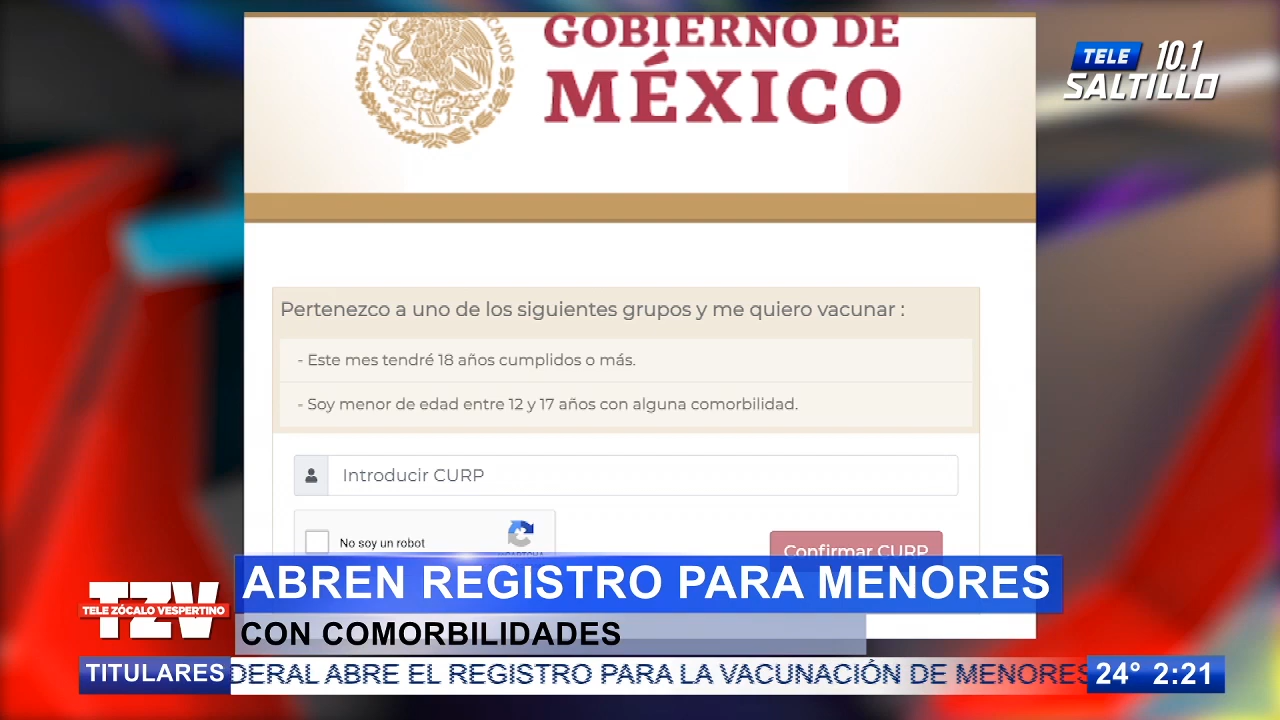 GOBIERNO DE
MÉXICO
TELE 10.1
SALTILLO
Pertenezco a uno de los siguientes grupos y me quiero vacunar :
- Este mes tendré 18 años cumplidos o más.
- Soy menor de edad entre 12 y 17 años con alguna comorbilidad.
Introducir CURP
No soy un robot
Confirmar CURP
ABREN REGISTRO PARA MENORES
TZV
TELE ZÓCALO VESPERTINO
CON COMORBILIDADES
TITULARES DERAL ABRE EL REGISTRO PARA LA VACUNACIÓN DE MENORES 24° 2:21